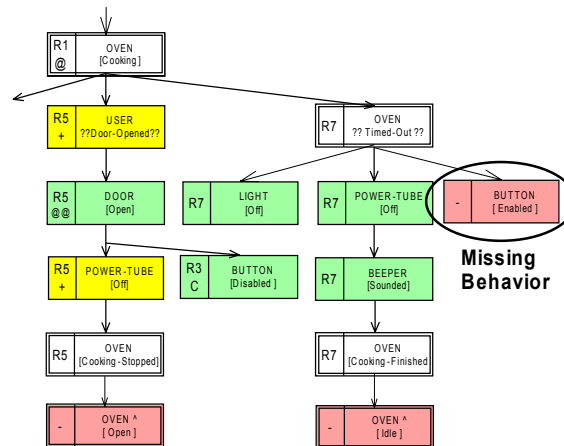 R1
@
OVEN
[Cooking]
R5
+
USER
??Door-Opened??
R7
OVEN
?? Timed-Out ??
R5
@@
DOOR
[Open]
R7
LIGHT
[Off]
R7
POWER-TUBE
[Off]
-
BUTTON
[ Enabled ]
Missing
Behavior
R5
+
POWER-TUBE
[Off]
R3
C
BUTTON
[Disabled ]
R7
BEEPER
[Sounded]
R5
OVEN
[Cooking-Stopped]
R7
OVEN
[Cooking-Finished
-
OVEN ^
[ Open ]
-
OVEN ^
[ Idle ]